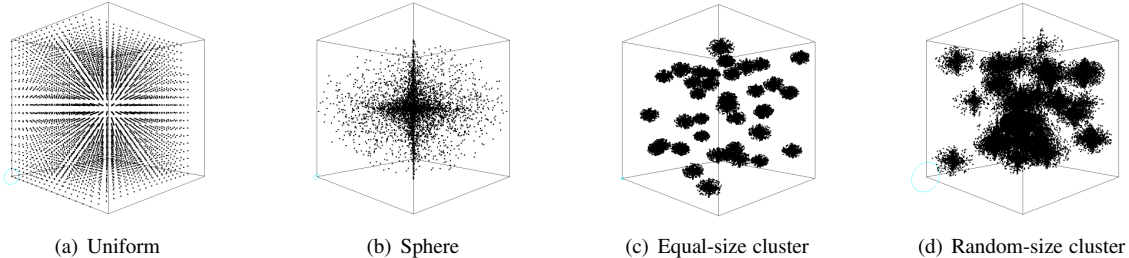 (a) Uniform
(b) Sphere
(c) Equal-size cluster
(d) Random-size cluster